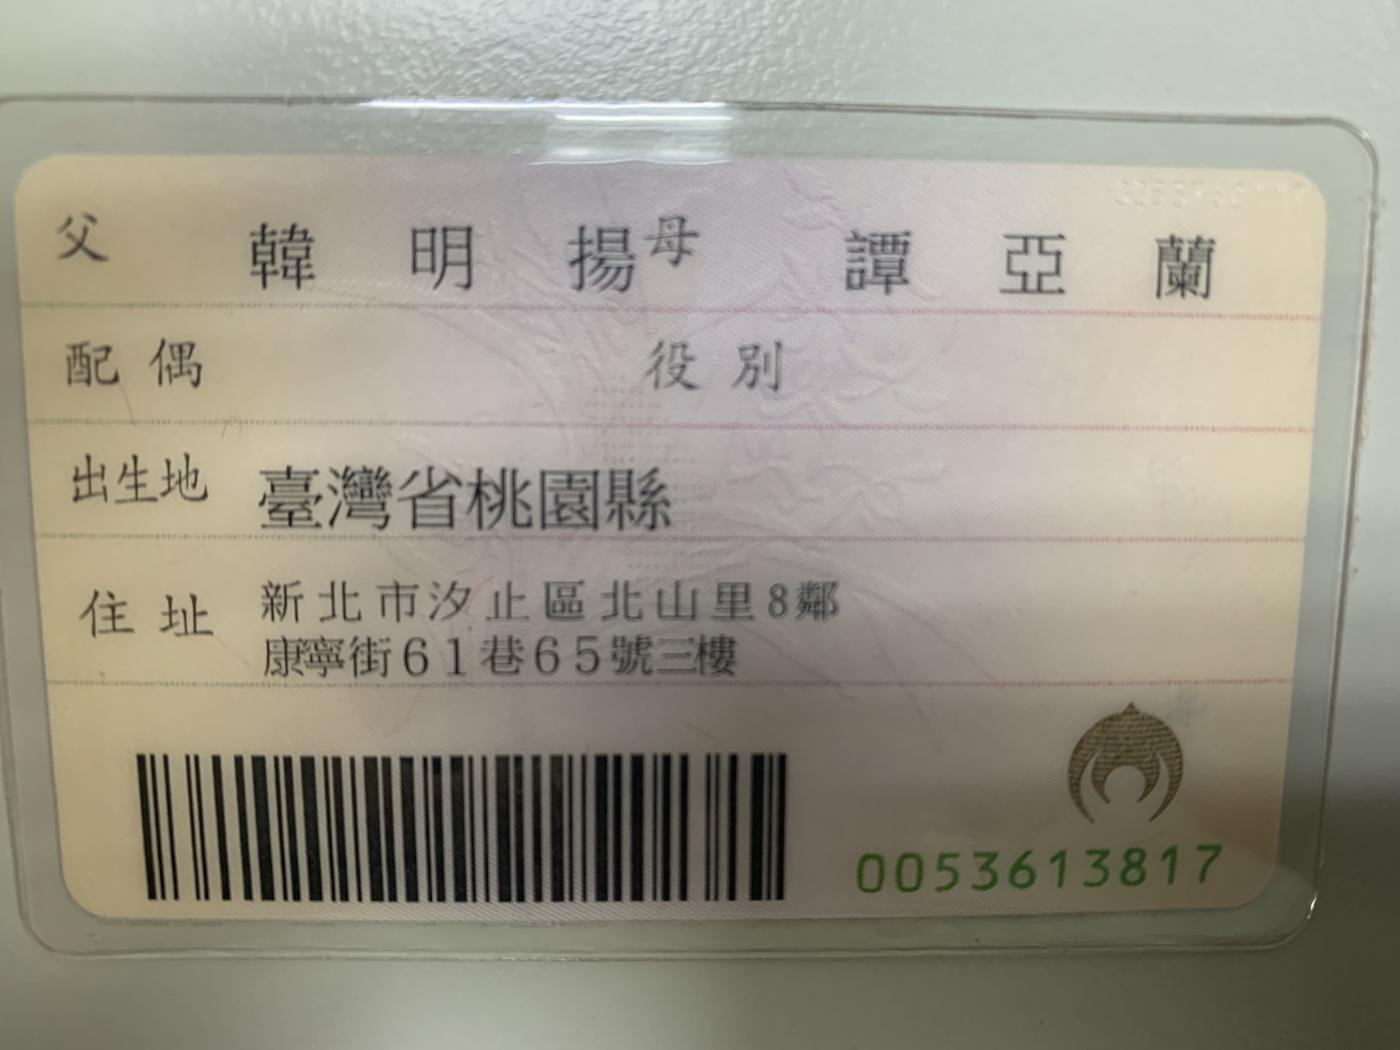 父 韓明揚 母 譚亞蘭
配偶 役別
出生地 臺灣省桃園縣
住址 新北市汐止區北山里8鄰
康寧街61巷65號三樓
0053613817